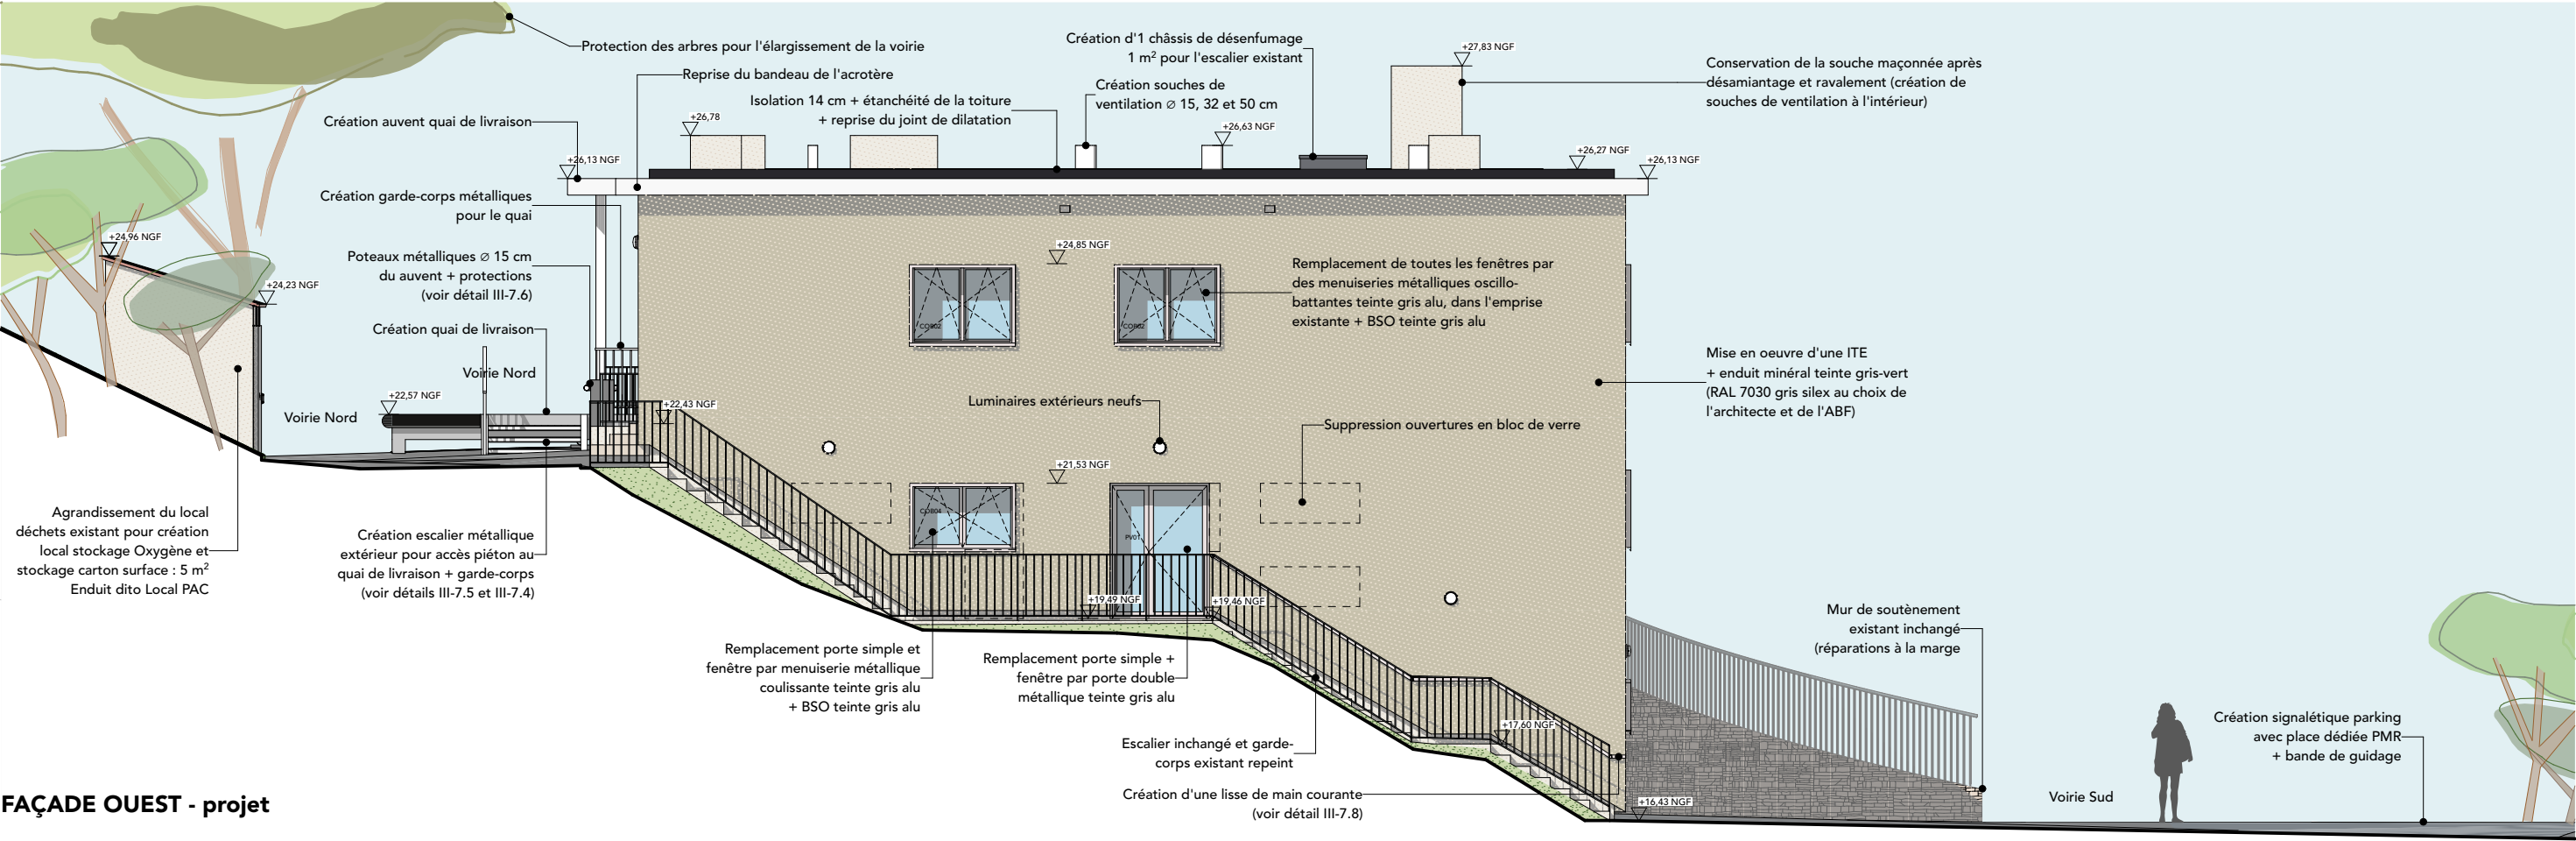 Protection des arbres pour l'élargissement de la voirie
Reprise du bandeau de l'acrotère
Isolation 14 cm + étanchéité de la toiture
+ reprise du joint de dilatation
Création d'1 châssis de désenfumage
1 m² pour l'escalier existant
Création souches de
ventilation ⌀ 15, 32 et 50 cm
+27,83 NGF
Conservation de la souche maçonnée après
désamiantage et ravalement (création de
souches de ventilation à l'intérieur)
Création auvent quai de livraison
+26,78
+26,63 NGF
+26,13 NGF
+26,27 NGF
+26,13 NGF
Création garde-corps métalliques
pour le quai
+24,96 NGF
+24,23 NGF
Poteaux métalliques ⌀ 15 cm
du auvent + protections
(voir détail III-7.6)
+24,85 NGF
Remplacement de toutes les fenêtres par
des menuiseries métalliques oscillo-
battantes teinte gris alu, dans l'emprise
existante + BSO teinte gris alu
Création quai de livraison
Voirie Nord
Voirie Nord
+22,57 NGF
+22,43 NGF
Mise en oeuvre d'une ITE
+ enduit minéral teinte gris-vert
(RAL 7030 gris silex au choix de
l'architecte et de l'ABF)
Luminaires extérieurs neufs
Suppression ouvertures en bloc de verre
+21,53 NGF
PV01
Agrandissement du local
déchets existant pour création
local stockage Oxygène et
stockage carton surface : 5 m²
Enduit dito Local PAC
Création escalier métallique
extérieur pour accès piéton au
quai de livraison + garde-corps
(voir détails III-7.5 et III-7.4)
+19,49 NGF
+19,46 NGF
Remplacement porte simple et
fenêtre par menuiserie métallique
coulissante teinte gris alu
+ BSO teinte gris alu
Remplacement porte simple +
fenêtre par porte double
métallique teinte gris alu
Mur de soutènement
existant inchangé
(réparations à la marge
+17,60 NGF
Escalier inchangé et garde-
corps existant repeint
Création d'une lisse de main courante
(voir détail III-7.8)
+16,43 NGF
Voirie Sud
Création signalétique parking
avec place dédiée PMR
+ bande de guidage
FAÇADE OUEST - projet